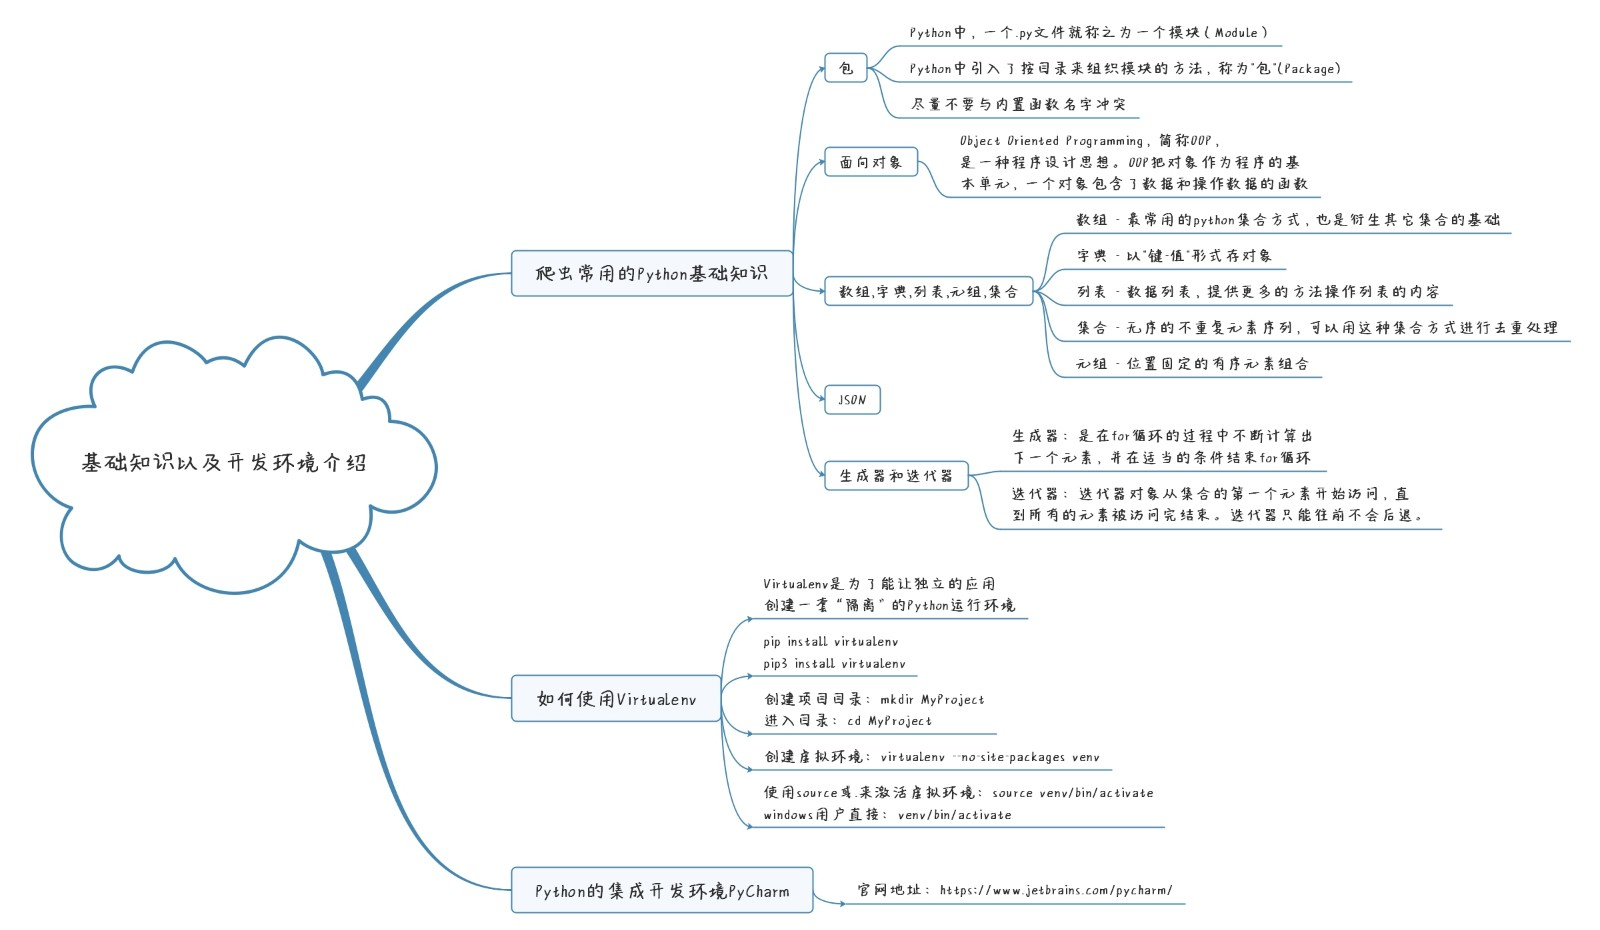 基础知识以及开发环境介绍
爬虫常用的Python基础知识
包
Python中，一个.py文件就称之为一个模块（Module）
Python中引入了按目录来组织模块的方法，称为"包"(Package)
尽量不要与内置函数名字冲突
面向对象
Object Oriented Programming，简称OOP，
是一种程序设计思想。OOP把对象作为程序的基
本单元，一个对象包含了数据和操作数据的函数
数组,字典,列表,元组,集合
数组 - 最常用的python集合方式，也是衍生其它集合的基础
字典 - 以"键-值"形式存对象
列表 - 数据列表，提供更多的方法操作列表的内容
集合 - 无序的不重复元素序列，可以用这种集合方式进行去重处理
元组 - 位置固定的有序元素组合
JSON
生成器和迭代器
生成器：是在for循环的过程中不断计算出
下一个元素，并在适当的条件结束for循环
迭代器：迭代器对象从集合的第一个元素开始访问，直
到所有的元素被访问完结束。迭代器只能往前不会后退。
如何使用Virtualenv
Virtualenv是为了能让独立的应用
创建一套“隔离”的Python运行环境
pip install virtualenv
pip3 install virtualenv
创建项目目录：mkdir MyProject
进入目录：cd MyProject
创建虚拟环境：virtualenv --no-site-packages venv
使用source或.来激活虚拟环境：source venv/bin/activate
windows用户直接：venv/bin/activate
Python的集成开发环境PyCharm
官网地址：https://www.jetbrains.com/pycharm/